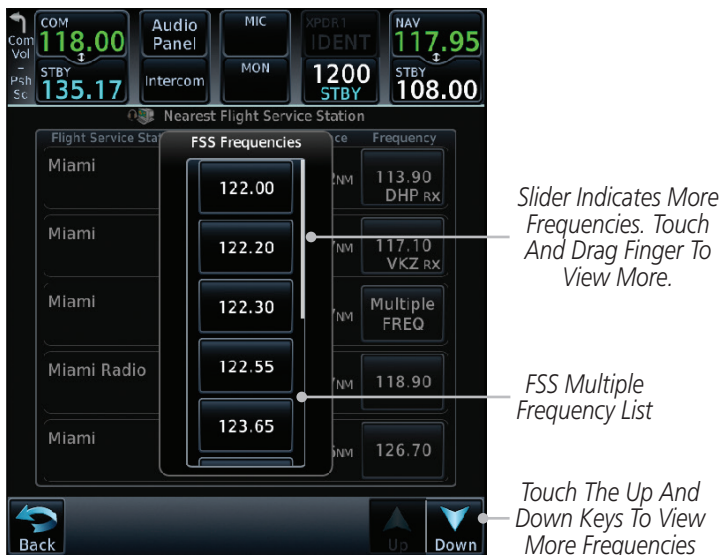 COM
118.00
STBY
135.17
Com
Vol
-
Psh
Sq
Audio
Panel
Intercom
MIC
MON
XPDR1
IDENT
1200
STBY
NAV
117.95
STBY
108.00
Nearest Flight Service Station
Flight Service Stat
ce
Frequency
FSS Frequencies
122.00
122.20
122.30
122.55
123.65
Miami
NM
113.90
DHP RX
Miami
NM
117.10
VKZ RX
Miami
NM
Multiple
FREQ
Miami Radio
NM
118.90
Miami
NM
126.70
Back
Up
Down
Slider Indicates More
Frequencies. Touch
And Drag Finger To
View More.
FSS Multiple
Frequency List
Touch The Up And
Down Keys To View
More Frequencies